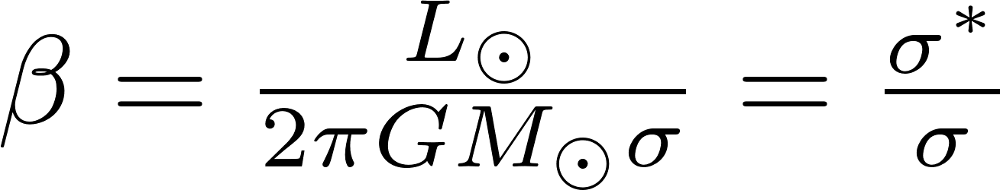 β = L⊙ / 2πGM⊙σ = σ* / σ